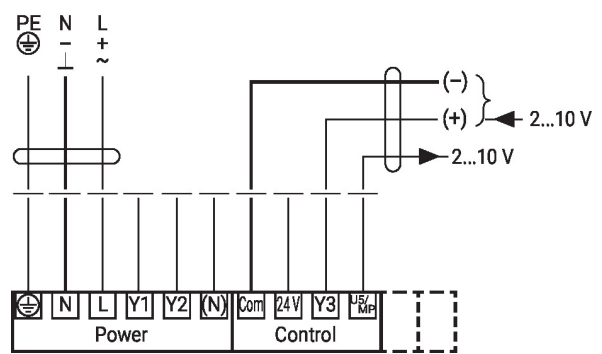 PE N L
- +
⊥ ~
(-)
(+) 2...10 V
2...10 V
N L Y1 Y2 (N) Com 24V Y3 U5/MP
Power Control